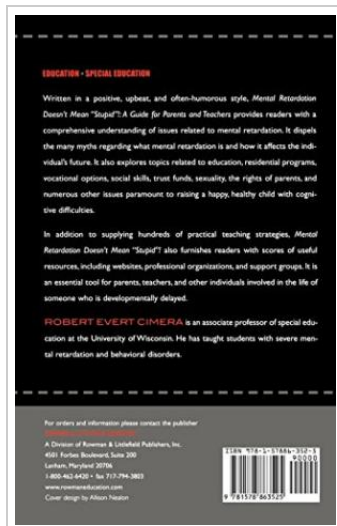 EDUCATION • SPECIAL EDUCATION
Written in a positive, upbeat, and often-humorous style, Mental Retardation
Doesn't Mean "Stupid"!: A Guide for Parents and Teachers provides readers with a
comprehensive understanding of issues related to mental retardation. It dispels
the many myths regarding what mental retardation is and how it affects the indi-
vidual's future. It also explores topics related to education, residential programs,
vocational options, social skills, trust funds, sexuality, the rights of parents, and
numerous other issues paramount to raising a happy, healthy child with cogni-
tive difficulties.
In addition to supplying hundreds of practical teaching strategies, Mental
Retardation Doesn't Mean "Stupid"! also furnishes readers with scores of useful
resources, including websites, professional organizations, and support groups. It is
an essential tool for parents, teachers, and other individuals involved in the life of
someone who is developmentally delayed.
ROBERT EVERT CIMERA is an associate professor of special edu-
cation at the University of Wisconsin. He has taught students with severe men-
tal retardation and behavioral disorders.
For orders and information please contact the publisher
A Division of Rowman & Littlefield Publishers, Inc.
4501 Forbes Boulevard, Suite 200
Lanham, Maryland 20706
1-800-462-6420 • fax 717-794-3803
www.rowmaneducation.com
Cover design by Allison Nealon
ISBN 978-1-57886-352-5
90000
9 781578 863525